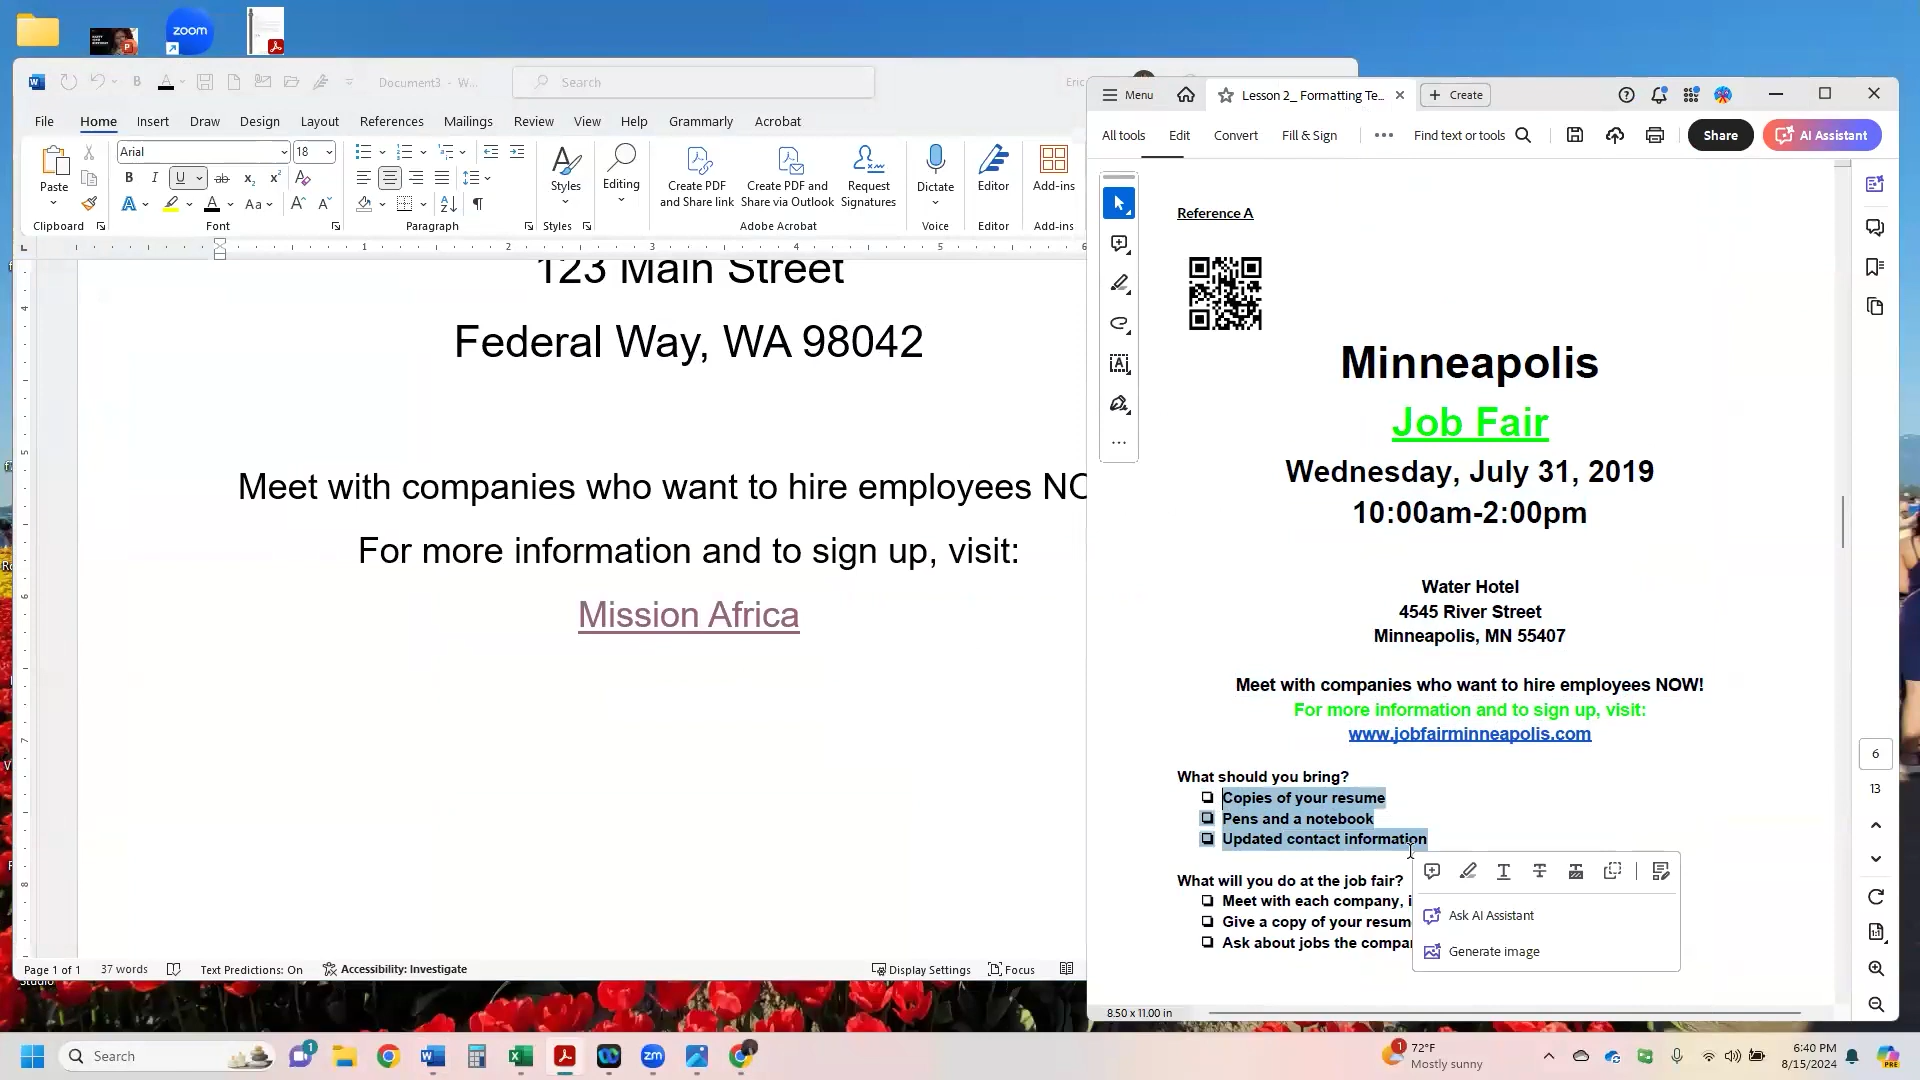 zoom
Document3 - W...
Search
File Home Insert Draw Design Layout References Mailings Review View Help Grammarly Acrobat
Arial 18
Paste Styles Editing Create PDF and Share link Create PDF and Share via Outlook Request Signatures Dictate Editor Add-ins
Clipboard Font Paragraph Styles Adobe Acrobat Voice Editor Add-ins
1 2 3 4 5 6
123 Main Street
Federal Way, WA 98042
Meet with companies who want to hire employees NO
For more information and to sign up, visit:
Mission Africa
Page 1 of 1 37 words Text Predictions: On Accessibility: Investigate Display Settings Focus
Menu Lesson 2_ Formatting Te... Create
All tools Edit Convert Fill & Sign Find text or tools Share AI Assistant
Reference A
Minneapolis
Job Fair
Wednesday, July 31, 2019
10:00am-2:00pm
Water Hotel
4545 River Street
Minneapolis, MN 55407
Meet with companies who want to hire employees NOW!
For more information and to sign up, visit:
www.jobfairminneapolis.com
What should you bring?
Copies of your resume
Pens and a notebook
Updated contact information
What will you do at the job fair?
Meet with each company, i
Give a copy of your resum
Ask about jobs the compa
Ask AI Assistant
Generate image
6
13
8.50 x 11.00 in
Search
72°F
Mostly sunny
6:40 PM
8/15/2024